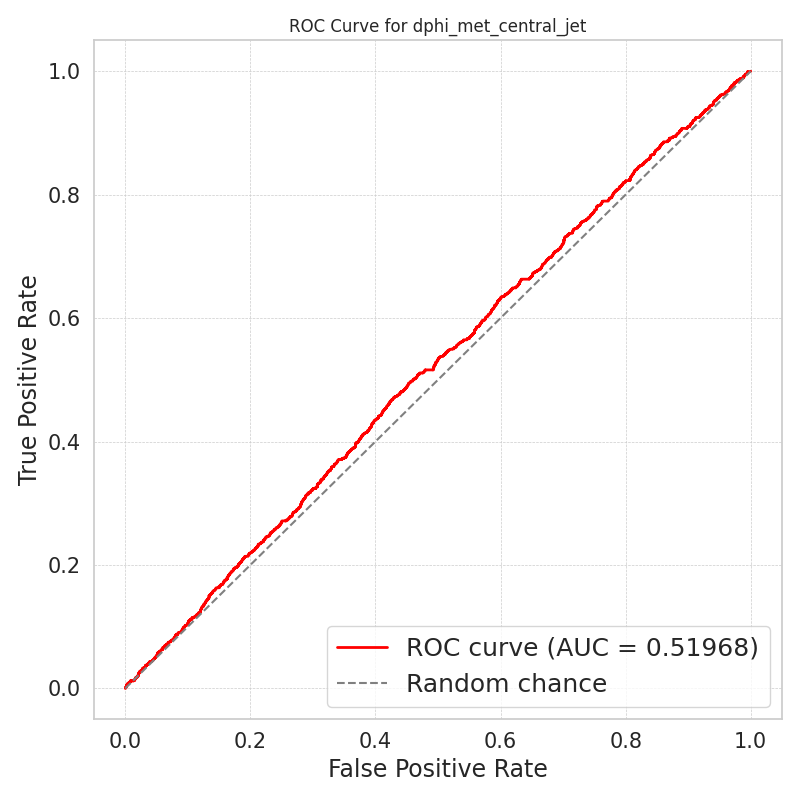 ROC Curve for dphi_met_central_jet
True Positive Rate
1.0
0.8
0.6
0.4
0.2
0.0
ROC curve (AUC = 0.51968)
Random chance
0.0 0.2 0.4 0.6 0.8 1.0
False Positive Rate